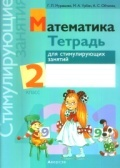 Стимулирующие
занятия
Математика
Тетрадь
для стимулирующих
занятий
2